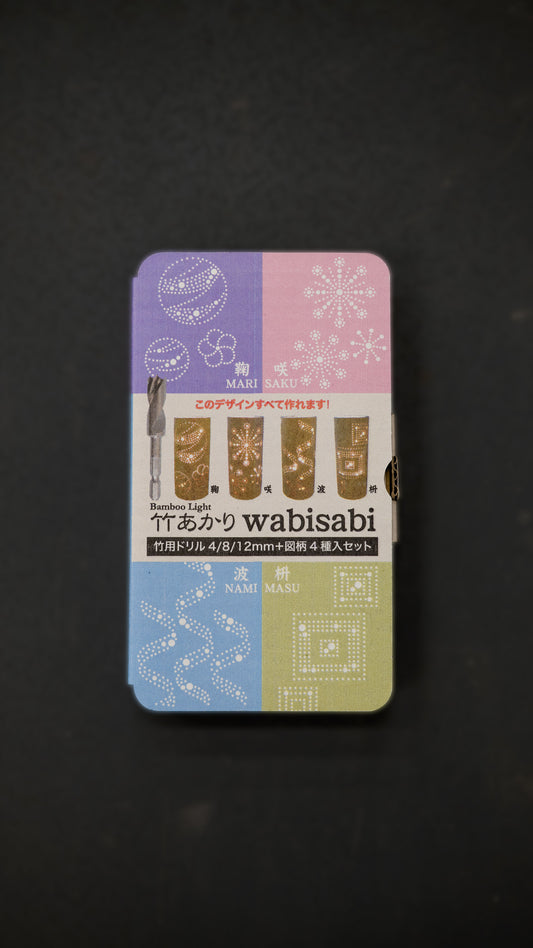 鞠 咲
MARI SAKU
このデザインすべて作れます!
鞠 咲 波 枡
Bamboo Light
竹あかり wabisabi
竹用ドリル 4/8/12mm+図柄 4 種入セット
波 枡
NAMI MASU